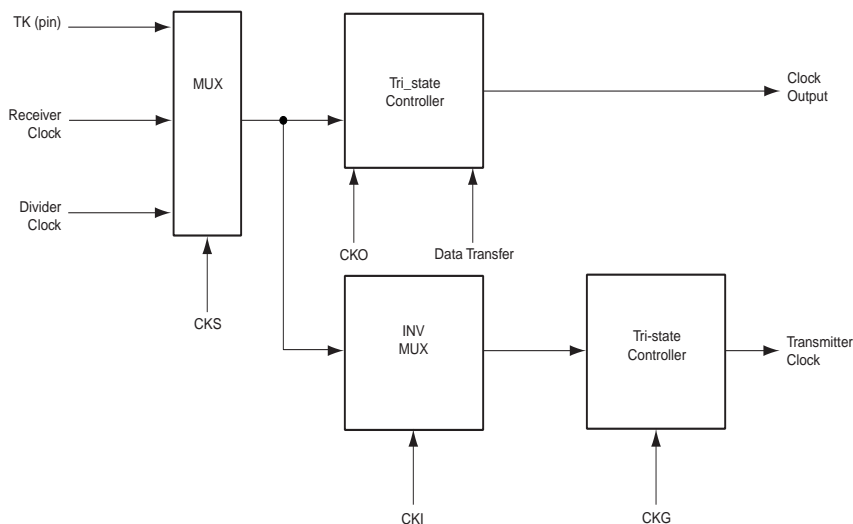 TK (pin)
MUX
Tri_state
Controller
Clock
Output
Receiver
Clock
Divider
Clock
CKO
Data Transfer
CKS
INV
MUX
Tri-state
Controller
Transmitter
Clock
CKI
CKG